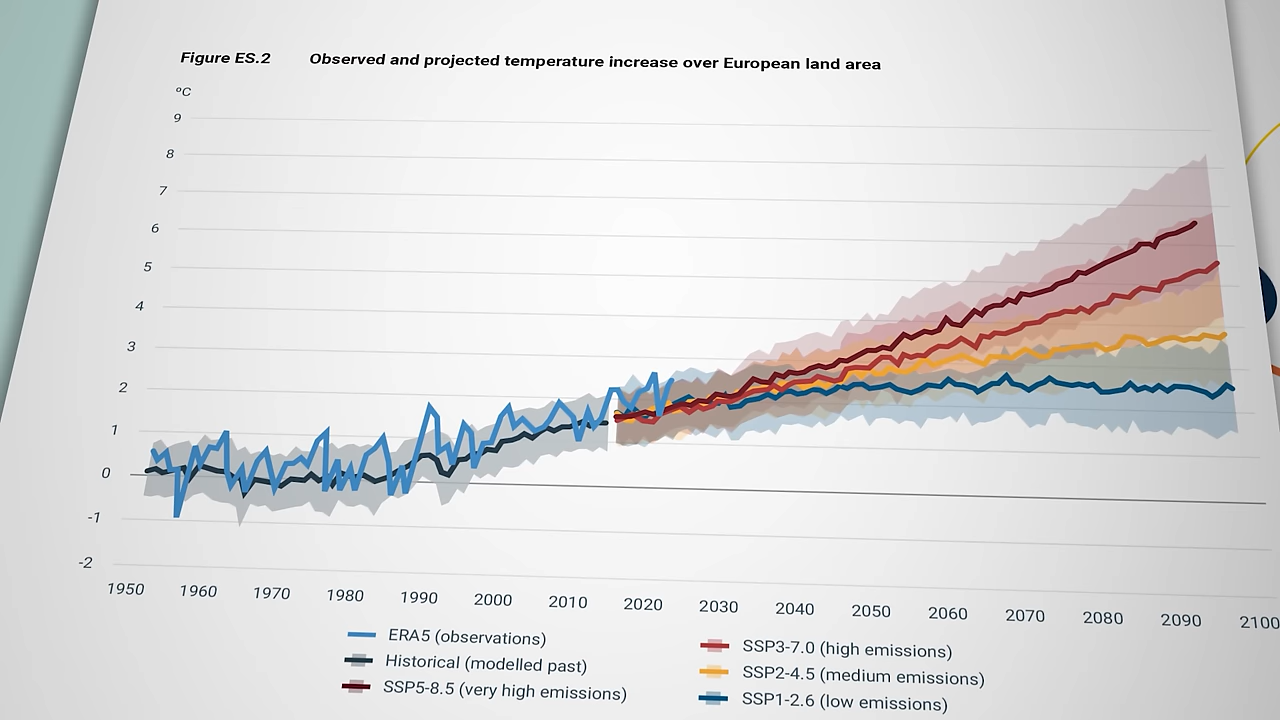 Figure ES.2 Observed and projected temperature increase over European land area
ºC
9
8
7
6
5
4
3
2
1
0
-1
-2
1950 1960 1970 1980 1990 2000 2010 2020 2030 2040 2050 2060 2070 2080 2090 2100
ERA5 (observations)
Historical (modelled past)
SSP5-8.5 (very high emissions)
SSP3-7.0 (high emissions)
SSP2-4.5 (medium emissions)
SSP1-2.6 (low emissions)